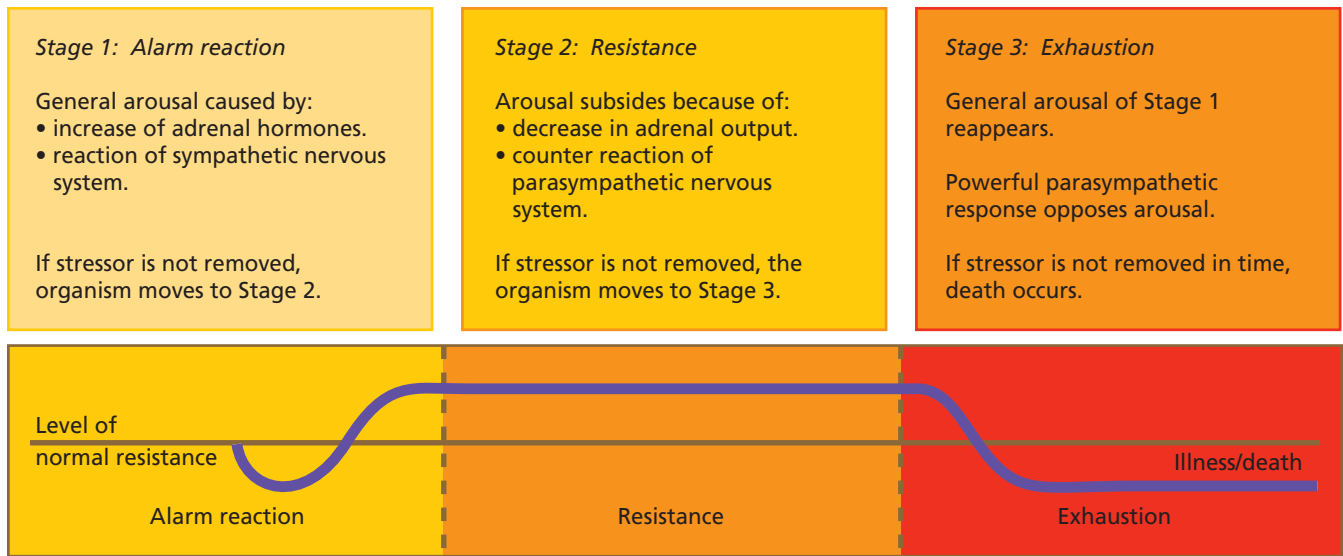 Stage 1: Alarm reaction
General arousal caused by:
• increase of adrenal hormones.
• reaction of sympathetic nervous
system.
If stressor is not removed,
organism moves to Stage 2.
Stage 2: Resistance
Arousal subsides because of:
• decrease in adrenal output.
• counter reaction of
parasympathetic nervous
system.
If stressor is not removed, the
organism moves to Stage 3.
Stage 3: Exhaustion
General arousal of Stage 1
reappears.
Powerful parasympathetic
response opposes arousal.
If stressor is not removed in time,
death occurs.
Level of
normal resistance
Illness/death
Alarm reaction
Resistance
Exhaustion